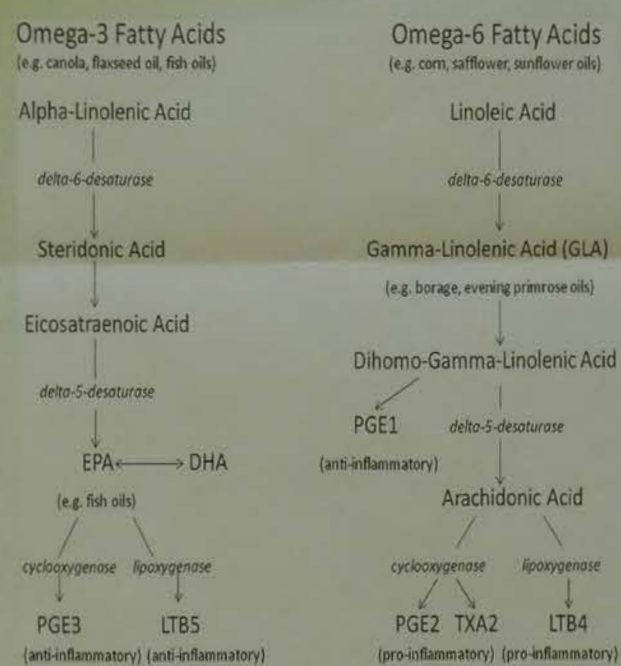 Omega-3 Fatty Acids
(e.g. canola, flaxseed oil, fish oils)
Alpha-Linolenic Acid
delta-6-desaturase
Steridonic Acid
Eicosatraenoic Acid
delta-5-desaturase
EPA DHA
(e.g. fish oils)
cyclooxygenase lipoxygenase
PGE3 LTB5
(anti-inflammatory) (anti-inflammatory)
Omega-6 Fatty Acids
(e.g. corn, safflower, sunflower oils)
Linoleic Acid
delta-6-desaturase
Gamma-Linolenic Acid (GLA)
(e.g. borage, evening primrose oils)
Dihomo-Gamma-Linolenic Acid
PGE1 delta-5-desaturase
(anti-inflammatory)
Arachidonic Acid
cyclooxygenase lipoxygenase
PGE2 TXA2 LTB4
(pro-inflammatory) (pro-inflammatory)